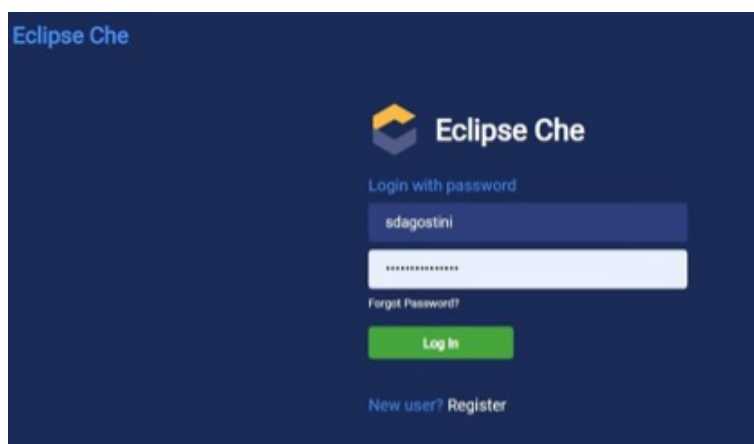 Eclipse Che
Eclipse Che
Login with password
sdagostini
•••••••••••••••
Forgot Password?
Log In
New user? Register